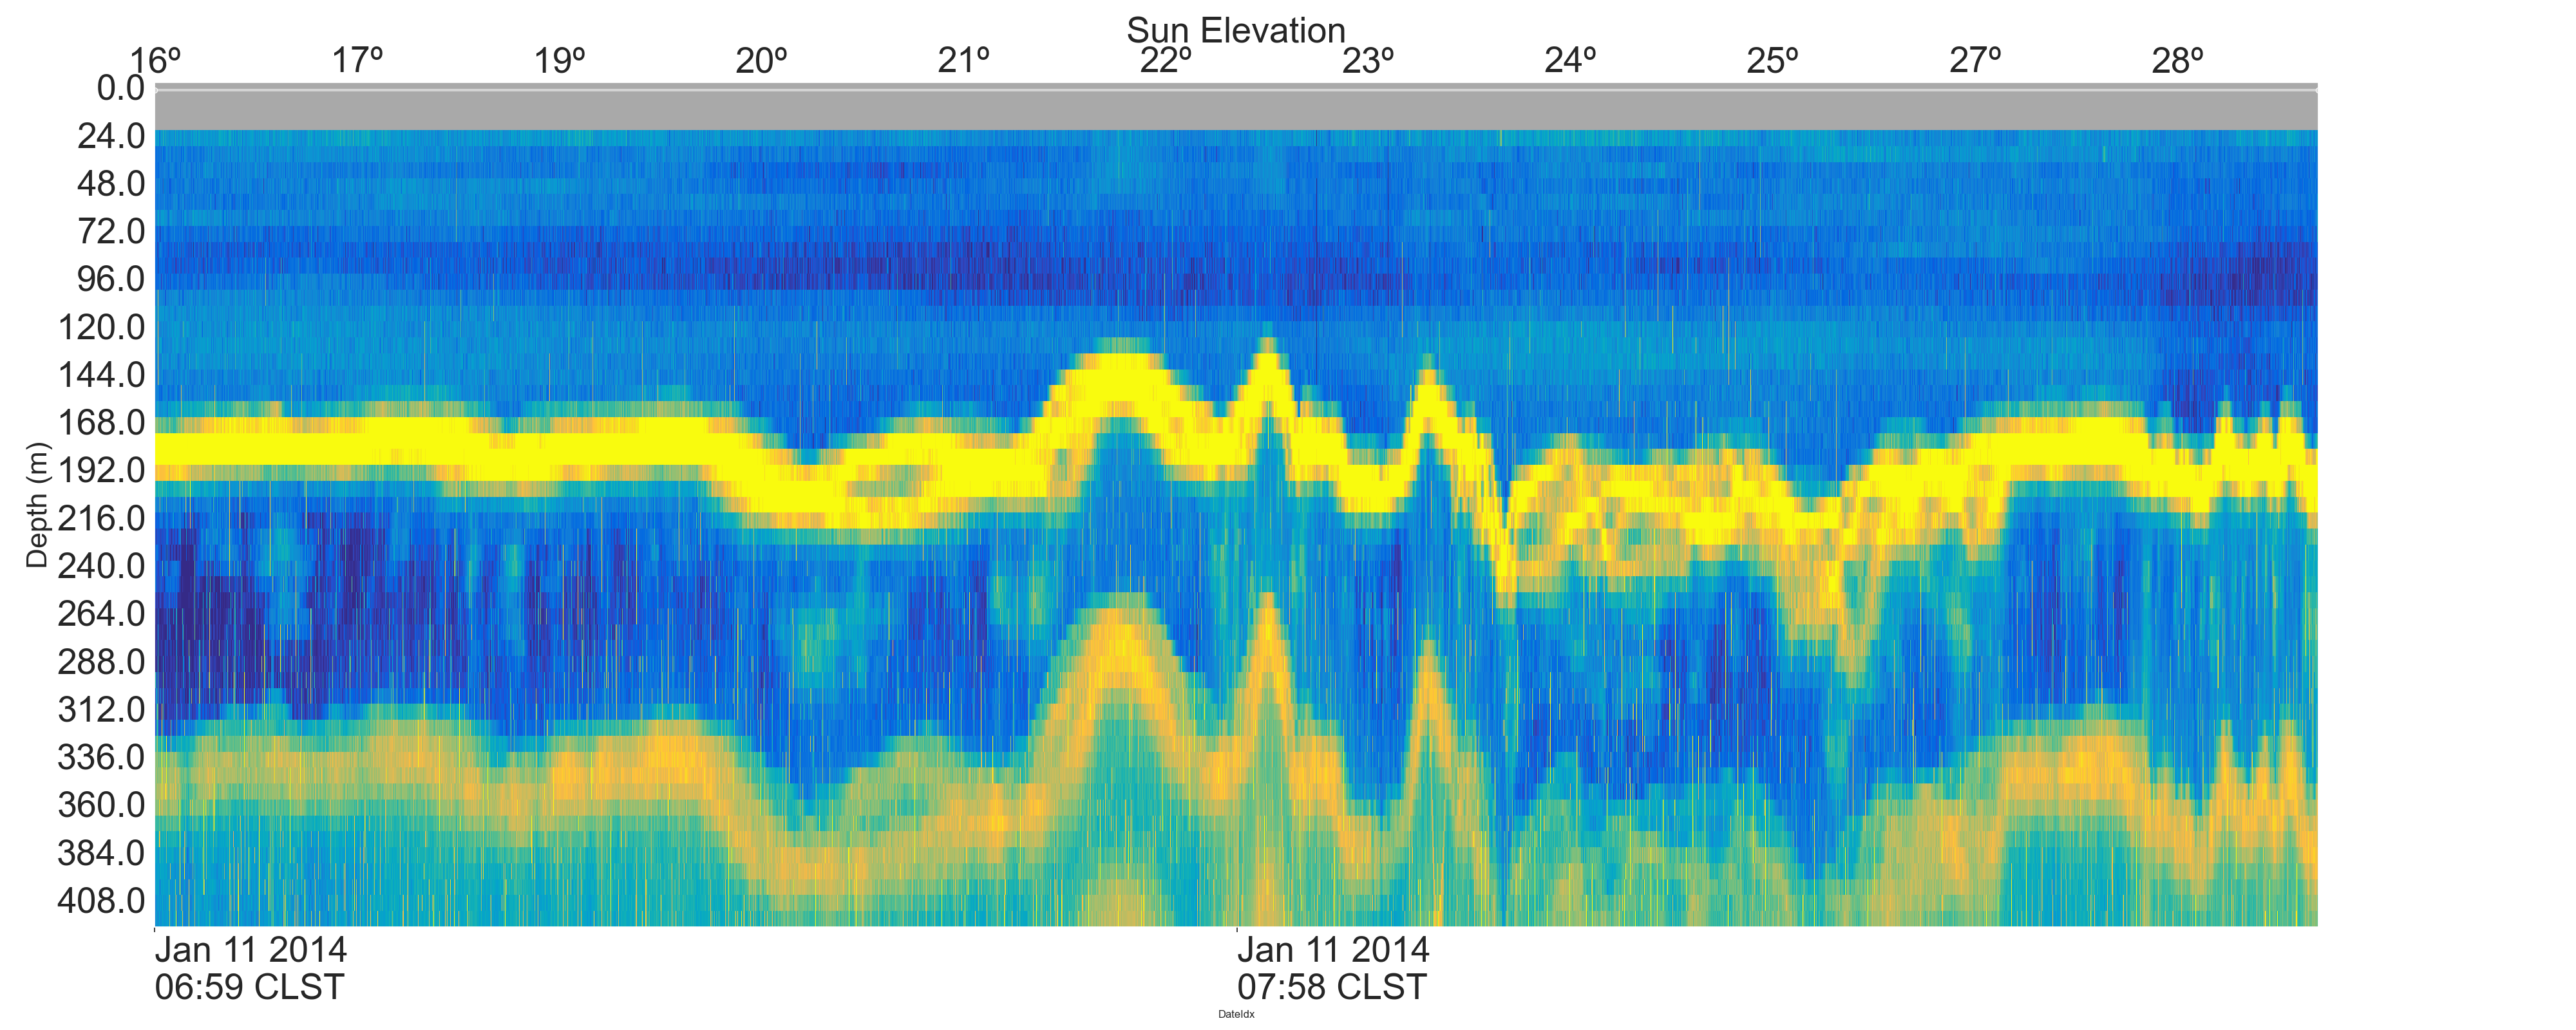 Sun Elevation
16º 17º 19º 20º 21º 22º 23º 24º 25º 27º 28º
0.0
24.0
48.0
72.0
96.0
120.0
144.0
168.0
192.0
216.0
240.0
264.0
288.0
312.0
336.0
360.0
384.0
408.0
Depth (m)
Jan 11 2014
06:59 CLST
Jan 11 2014
07:58 CLST
DateIdx